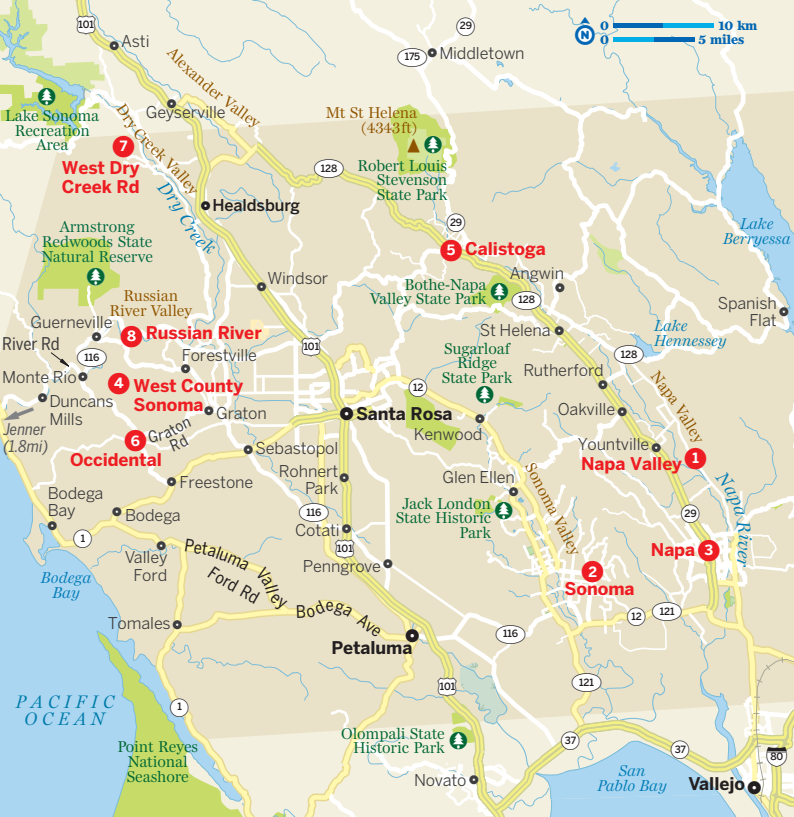 101
Asti
29
175
Middletown
N
0
10 km
0
5 miles
Alexander Valley
Geyserville
Lake Sonoma
Recreation
Area
Dry Creek Valley
Mt St Helena
(4343ft)
7
West Dry
Creek Rd
128
Robert Louis
Stevenson
State Park
Dry Creek
Healdsburg
Armstrong
Redwoods State
Natural Reserve
29
5 Calistoga
Lake
Berryessa
Windsor
Bothe-Napa
Valley State Park
Angwin
128
Russian
River Valley
Spanish
Flat
Guerneville
8 Russian River
St Helena
Lake
Hennessey
River Rd
116
Forestville
101
Sugarloaf
Ridge
State Park
128
Monte Rio
4 West County
Sonoma
12
Rutherford
Napa Valley
Duncans
Mills
Graton
Santa Rosa
Oakville
Jenner
(1.8mi)
Kenwood
6
Occidental
Graton
Rd
Sebastopol
Yountville
Napa Valley 1
Rohnert
Park
Glen Ellen
Sonoma Valley
Napa River
Freestone
Bodega
Bay
Bodega
116
Jack London
State Historic
Park
29
1
Cotati
101
Valley
Ford
Petaluma Valley
Ford Rd
Penngrove
Napa 3
2
Sonoma
Bodega
Bay
Bodega Ave
Tomales
12
121
116
Petaluma
PACIFIC
OCEAN
1
101
121
Point Reyes
National
Seashore
Olompali State
Historic Park
37
37
80
Novato
San
Pablo Bay
Vallejo